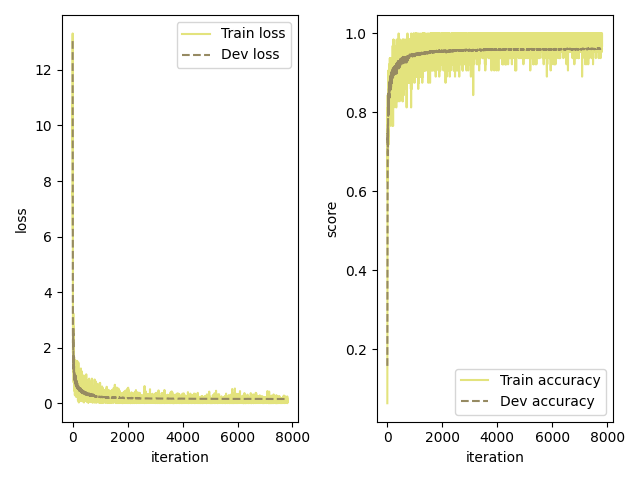 Train loss
Dev loss
12
10
8
6
4
2
0
loss
0
2000
4000
6000
8000
iteration
1.0
0.8
0.6
0.4
0.2
score
Train accuracy
Dev accuracy
0
2000
4000
6000
8000
iteration